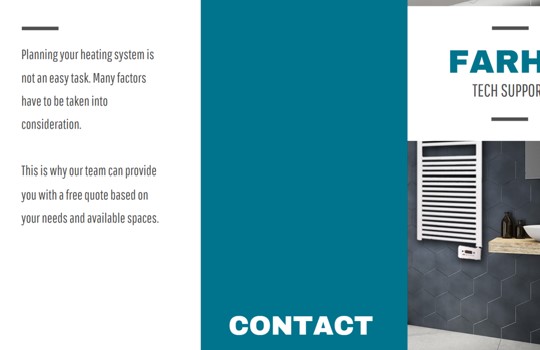 Planning your heating system is
not an easy task. Many factors
have to be taken into
consideration.
This is why our team can provide
you with a free quote based on
your needs and available spaces.
CONTACT
FARH
TECH SUPPOR